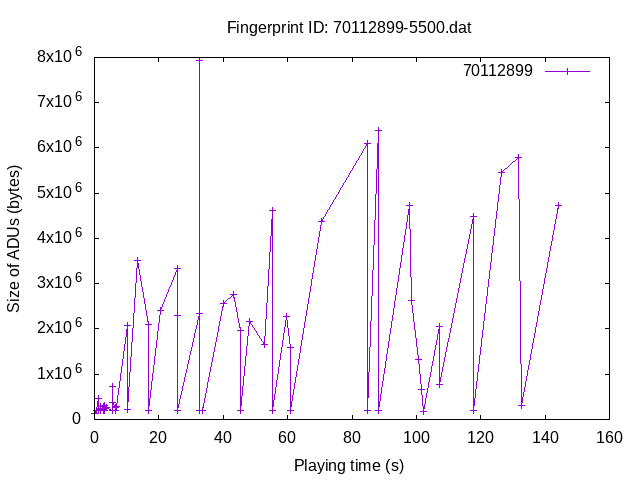 Fingerprint ID: 70112899-5500.dat
70112899
8x10^6
7x10^6
6x10^6
5x10^6
4x10^6
3x10^6
2x10^6
1x10^6
0
Size of ADUs (bytes)
0 20 40 60 80 100 120 140 160
Playing time (s)